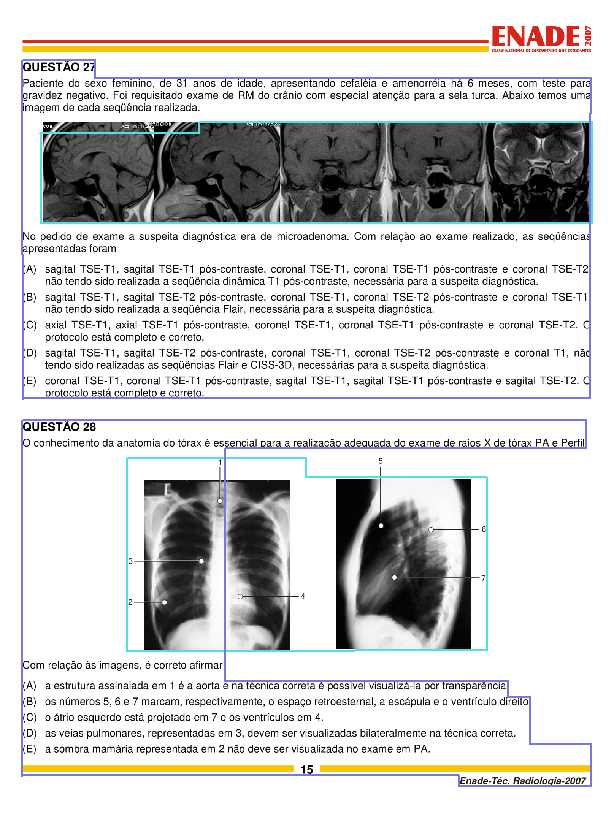 ENADE 2007
EXAME NACIONAL DE DESEMPENHO DOS ESTUDANTES
QUESTÃO 27
Paciente do sexo feminino, de 31 anos de idade, apresentando cefaléia e amenorréia há 6 meses, com teste para
gravidez negativo. Foi requisitado exame de RM do crânio com especial atenção para a sela turca. Abaixo temos uma
imagem de cada seqüência realizada.
No pedido de exame a suspeita diagnóstica era de microadenoma. Com relação ao exame realizado, as seqüências
apresentadas foram
(A) sagital TSE-T1, sagital TSE-T1 pós-contraste, coronal TSE-T1, coronal TSE-T1 pós-contraste e coronal TSE-T2,
não tendo sido realizada a seqüência dinâmica T1 pós-contraste, necessária para a suspeita diagnóstica.
(B) sagital TSE-T1, sagital TSE-T2 pós-contraste, coronal TSE-T1, coronal TSE-T2 pós-contraste e coronal TSE-T1,
não tendo sido realizada a seqüência Flair, necessária para a suspeita diagnóstica.
(C) axial TSE-T1, axial TSE-T1 pós-contraste, coronal TSE-T1, coronal TSE-T1 pós-contraste e coronal TSE-T2. O
protocolo está completo e correto.
(D) sagital TSE-T1, sagital TSE-T2 pós-contraste, coronal TSE-T1, coronal TSE-T2 pós-contraste e coronal T1, não
tendo sido realizadas as seqüências Flair e CISS-3D, necessárias para a suspeita diagnóstica.
(E) coronal TSE-T1, coronal TSE-T1 pós-contraste, sagital TSE-T1, sagital TSE-T1 pós-contraste e sagital TSE-T2. O
protocolo está completo e correto.
QUESTÃO 28
O conhecimento da anatomia do tórax é essencial para a realização adequada do exame de raios X de tórax PA e Perfil.
1
5
E
6
3
7
2
4
Com relação às imagens, é correto afirmar
(A) a estrutura assinalada em 1 é a aorta e na técnica correta é possível visualizá-la por transparência.
(B) os números 5, 6 e 7 marcam, respectivamente, o espaço retroesternal, a escápula e o ventrículo direito.
(C) o átrio esquerdo está projetado em 7 e os ventrículos em 4.
(D) as veias pulmonares, representadas em 3, devem ser visualizadas bilateralmente na técnica correta.
(E) a sombra mamária representada em 2 não deve ser visualizada no exame em PA.
15
Enade-Téc. Radiologia-2007